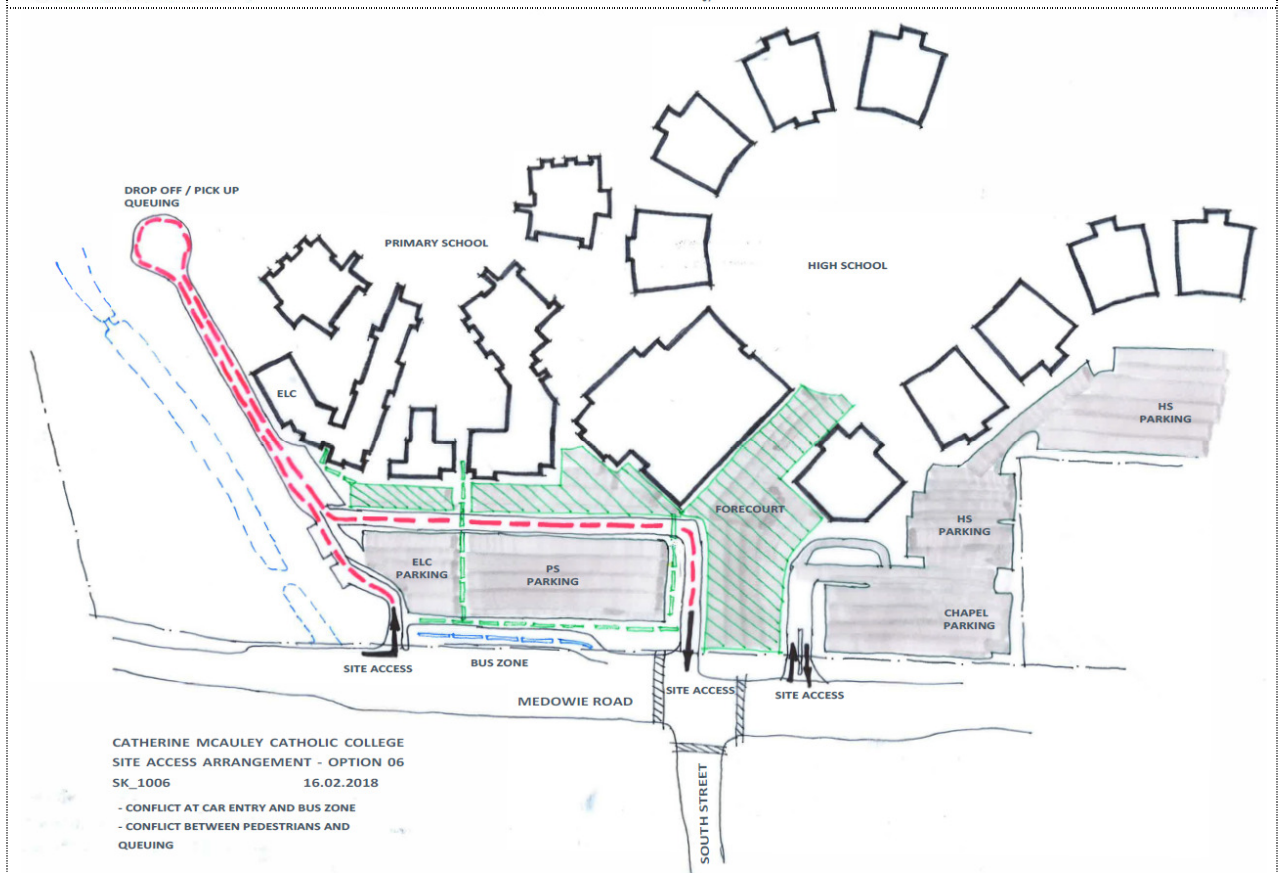 DROP OFF / PICK UP
QUEUING
PRIMARY SCHOOL
HIGH SCHOOL
ELC
HS
PARKING
FORECOURT
HS
PARKING
ELC
PARKING
PS
PARKING
CHAPEL
PARKING
SITE ACCESS
BUS ZONE
SITE ACCESS
SITE ACCESS
MEDOWIE ROAD
SOUTH STREET
CATHERINE MCAULEY CATHOLIC COLLEGE
SITE ACCESS ARRANGEMENT - OPTION 06
SK_1006 16.02.2018
- CONFLICT AT CAR ENTRY AND BUS ZONE
- CONFLICT BETWEEN PEDESTRIANS AND
QUEUING